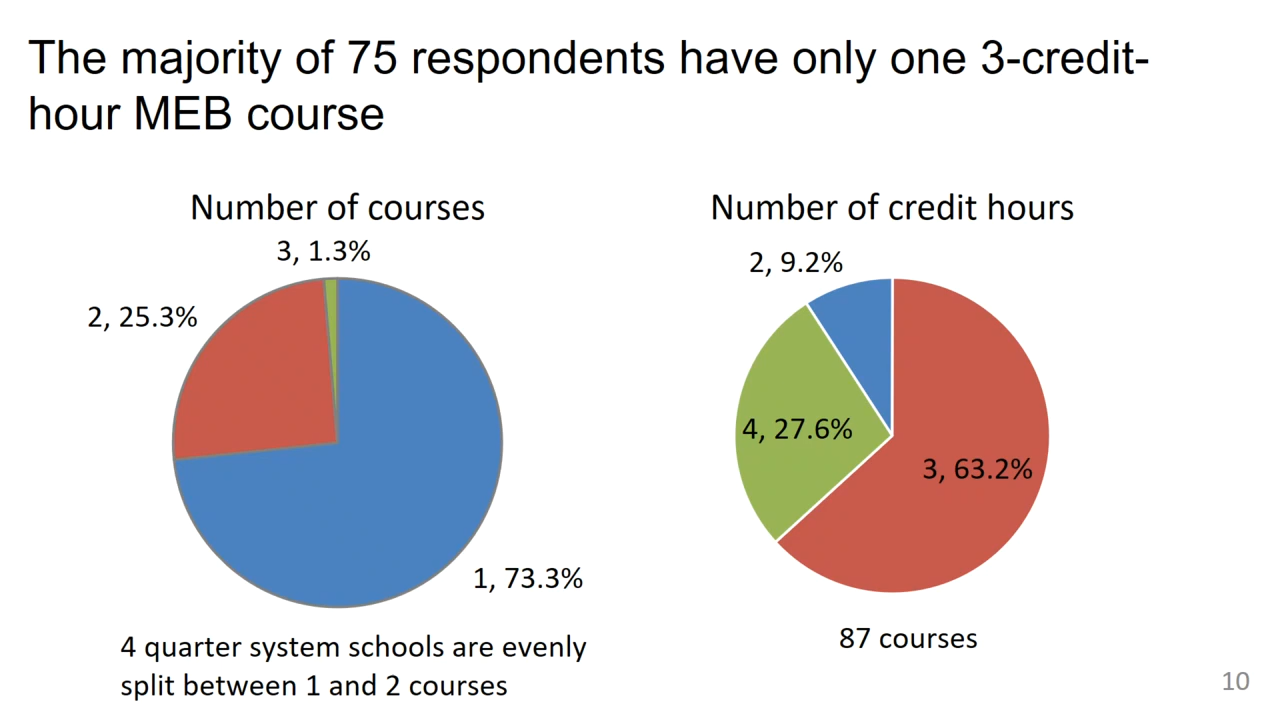 The majority of 75 respondents have only one 3-credit-
hour MEB course
Number of courses
3, 1.3%
2, 25.3%
1, 73.3%
4 quarter system schools are evenly
split between 1 and 2 courses
Number of credit hours
2, 9.2%
4, 27.6%
3, 63.2%
87 courses
10